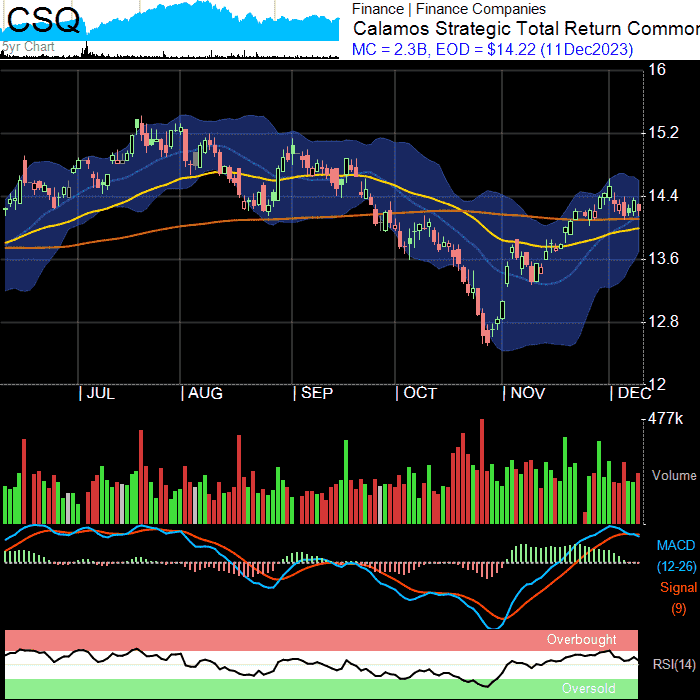 CSQ
5yr Chart
Finance | Finance Companies
Calamos Strategic Total Return Common
MC = 2.3B, EOD = $14.22 (11Dec2023)
16
15.2
14.4
13.6
12.8
12
| JUL | AUG | SEP | OCT | NOV | DEC
477k
Volume
MACD
(12-26)
Signal
(9)
Overbought
RSI(14)
Oversold